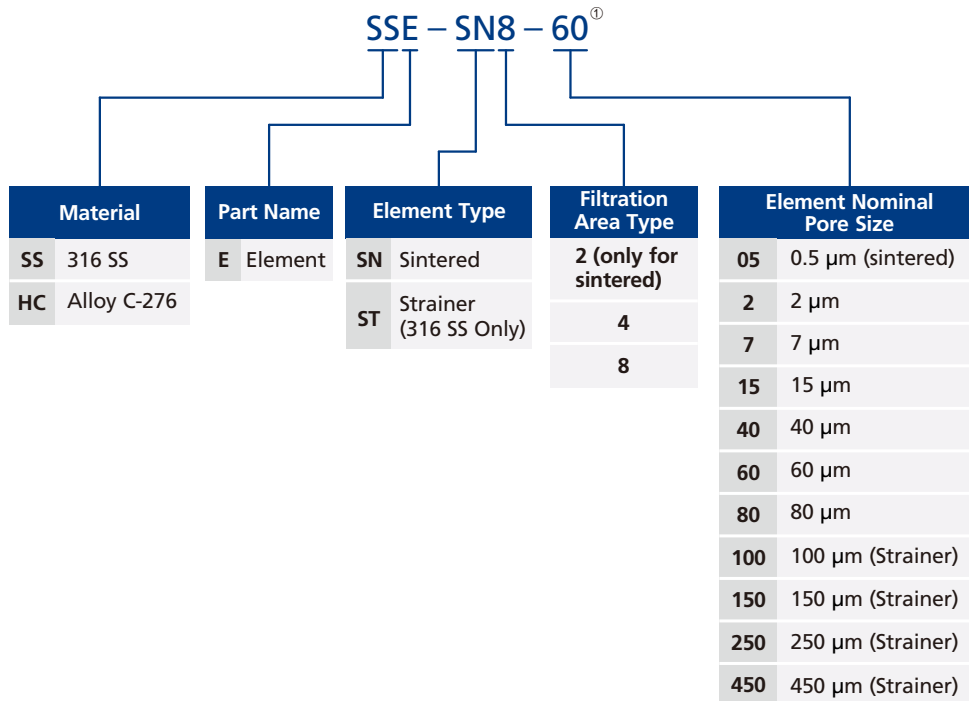 SSE – SN8 – 60①
Material
SS 316 SS
HC Alloy C-276
Part Name
E Element
Element Type
SN Sintered
ST Strainer
(316 SS Only)
Filtration
Area Type
2 (only for
sintered)
4
8
Element Nominal
Pore Size
05 0.5 μm (sintered)
2 2 μm
7 7 μm
15 15 μm
40 40 μm
60 60 μm
80 80 μm
100 100 μm (Strainer)
150 150 μm (Strainer)
250 250 μm (Strainer)
450 450 μm (Strainer)